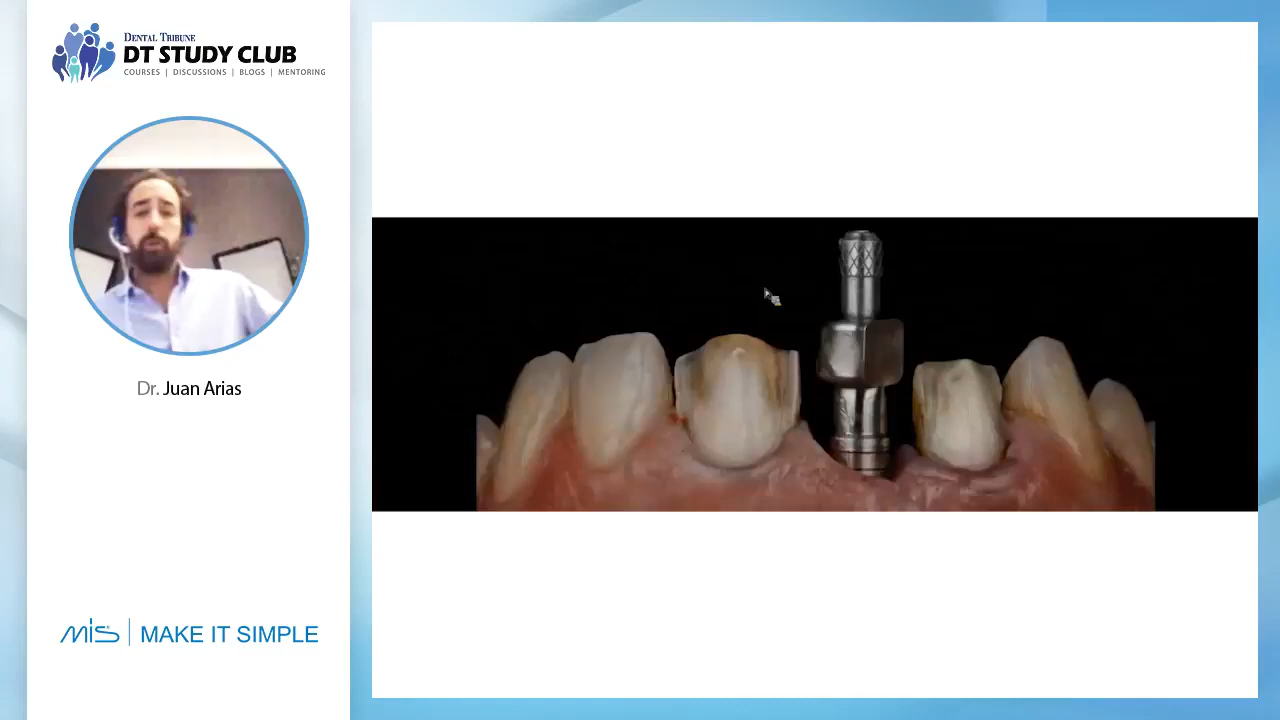 DENTAL TRIBUNE
DT STUDY CLUB
COURSES | DISCUSSIONS | BLOGS | MENTORING
Dr. Juan Arias
mis | MAKE IT SIMPLE